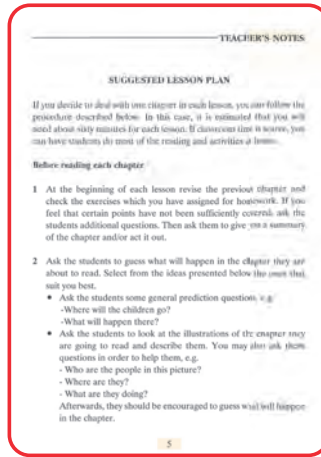 TEACHER'S NOTES
SUGGESTED LESSON PLAN
If you decide to deal with one chapter in each lesson, you can follow the
procedure described below. In this case, it is estimated that you will
need about sixty minutes for each lesson. If classroom time is scarce, you
can have students do most of the reading and activities at home.
Before reading each chapter
1 At the beginning of each lesson revise the previous chapter and
check the exercises which you have assigned for homework. If you
feel that certain points have not been sufficiently covered, ask the
students additional questions. Then ask them to give you a summary
of the chapter and/or act it out.
2 Ask the students to guess what will happen in the chapter they are
about to read. Select from the ideas presented below the ones that
suit you best.
• Ask the students some general prediction questions, e.g.
-Where will the children go?
-What will happen there?
• Ask the students to look at the illustrations of the chapter they
are going to read and describe them. You may also ask them
questions in order to help them, e.g.
- Who are the people in this picture?
- Where are they?
- What are they doing?
Afterwards, they should be encouraged to guess what will happen
in the chapter.
5